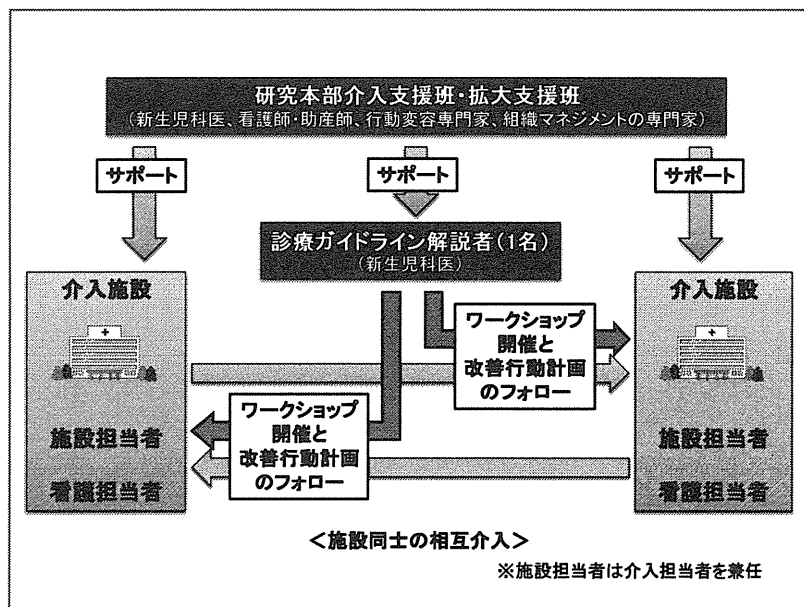 研究本部介入支援班・拡大支援班
(新生児科医、看護師・助産師、行動変容専門家、組織マネジメントの専門家)
サポート
サポート
サポート
診療ガイドライン解説者(1名)
(新生児科医)
介入施設
施設担当者
看護担当者
ワークショップ
開催と
改善行動計画
のフォロー
ワークショップ
開催と
改善行動計画
のフォロー
介入施設
施設担当者
看護担当者
<施設同士の相互介入>
※施設担当者は介入担当者を兼任